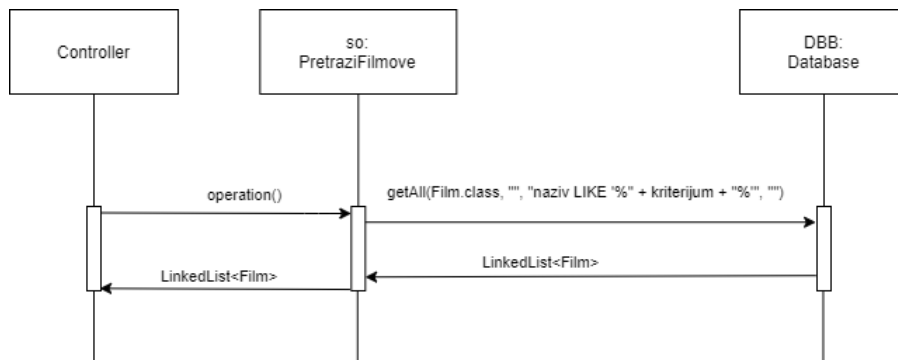 Controller
so:
PretraziFilmove
DBB:
Database
operation()
getAll(Film.class, "", "naziv LIKE '%" + kriterijum + "%'", "")
LinkedList<Film>
LinkedList<Film>